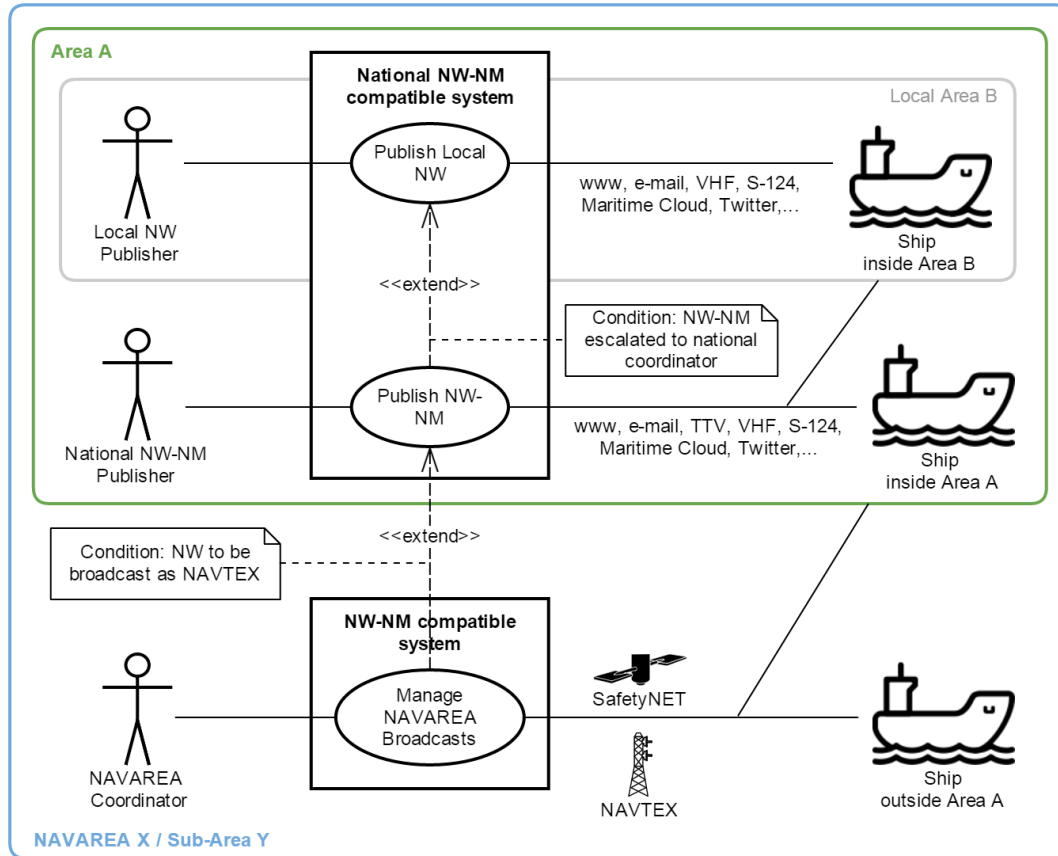 Area A
National NW-NM
compatible system
Local Area B
Publish Local
NW
www, e-mail, VHF, S-124,
Maritime Cloud, Twitter,...
Local NW
Publisher
Ship
inside Area B
<<extend>>
Condition: NW-NM
escalated to national
coordinator
Publish NW-
NM
www, e-mail, TTV, VHF, S-124,
Maritime Cloud, Twitter,...
National NW-NM
Publisher
Ship
inside Area A
<<extend>>
Condition: NW to be
broadcast as NAVTEX
NW-NM compatible
system
Manage
NAVAREA
Broadcasts
SafetyNET
NAVTEX
NAVAREA
Coordinator
Ship
outside Area A
NAVAREA X / Sub-Area Y